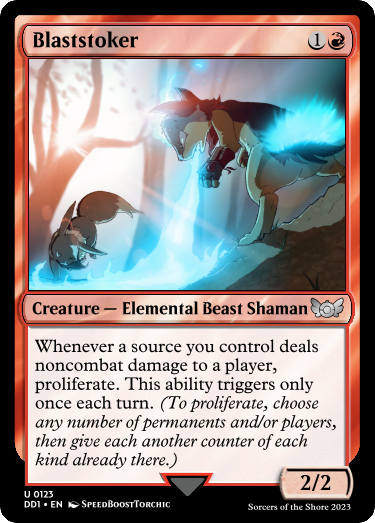 Blaststoker 1
Creature — Elemental Beast Shaman
Whenever a source you control deals
noncombat damage to a player,
proliferate. This ability triggers only
once each turn. (To proliferate, choose
any number of permanents and/or players,
then give each another counter of each
kind already there.)
2/2
U 0123
DD1 • EN SpeedBoostTorchic
Sorcers of the Shore 2023